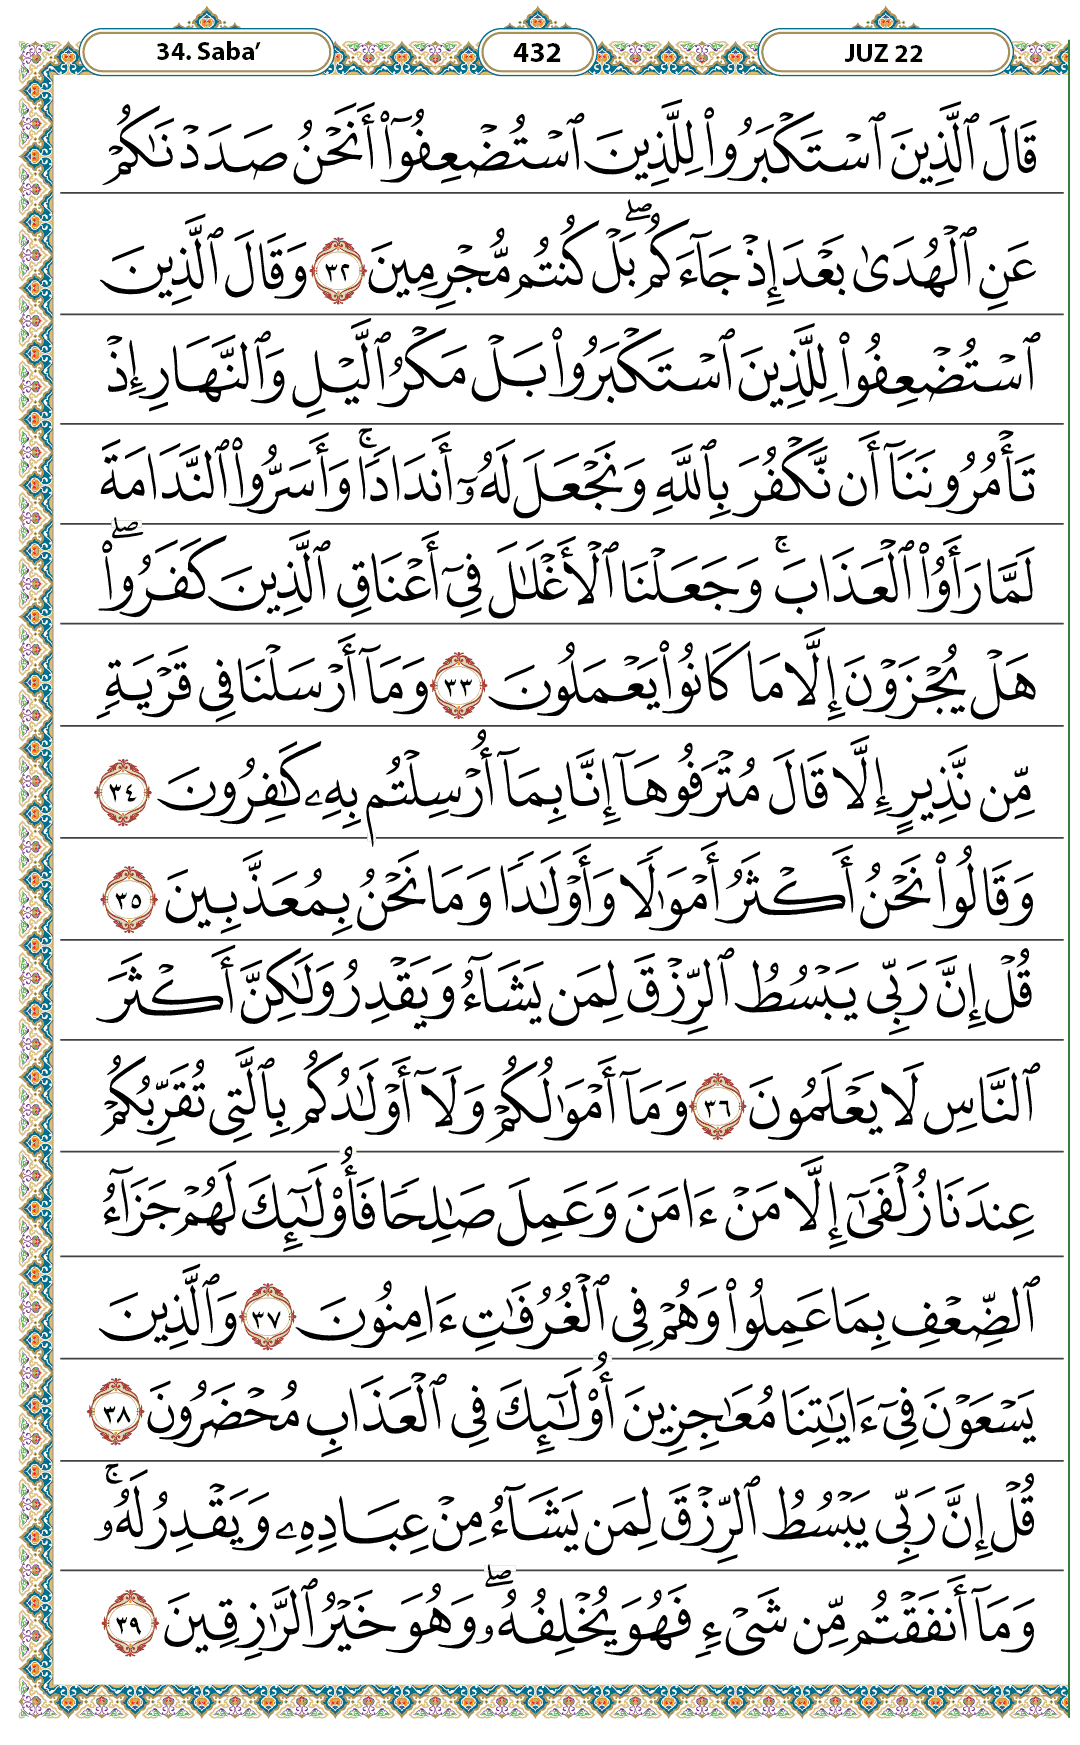 34. Saba’
432
JUZ 22
قَالَ ٱلَّذِينَ ٱسۡتَكۡبَرُواْ لِلَّذِينَ ٱسۡتُضۡعِفُوٓاْ أَنَحۡنُ صَدَدۡنَٰكُمۡ
عَنِ ٱلۡهُدَىٰ بَعۡدَ إِذۡ جَآءَكُمۖ بَلۡ كُنتُم مُّجۡرِمِينَ ٣٢ وَقَالَ ٱلَّذِينَ
ٱسۡتُضۡعِفُواْ لِلَّذِينَ ٱسۡتَكۡبَرُواْ بَلۡ مَكۡرُ ٱلَّيۡلِ وَٱلنَّهَارِ إِذۡ
تَأۡمُرُونَنَآ أَن نَّكۡفُرَ بِٱللَّهِ وَنَجۡعَلَ لَهُۥٓ أَندَادٗاۚ وَأَسَرُّواْ ٱلنَّدَامَةَ
لَمَّا رَأَوُاْ ٱلۡعَذَابَۚ وَجَعَلۡنَا ٱلۡأَغۡلَٰلَ فِيٓ أَعۡنَاقِ ٱلَّذِينَ كَفَرُواْۖ
هَلۡ يُجۡزَوۡنَ إِلَّا مَا كَانُواْ يَعۡمَلُونَ ٣٣ وَمَآ أَرۡسَلۡنَا فِي قَرۡيَةٖ
مِّن نَّذِيرٍ إِلَّا قَالَ مُتۡرَفُوهَآ إِنَّا بِمَآ أُرۡسِلۡتُم بِهِۦ كَٰفِرُونَ ٣٤
وَقَالُواْ نَحۡنُ أَكۡثَرُ أَمۡوَٰلٗا وَأَوۡلَٰدٗا وَمَا نَحۡنُ بِمُعَذَّبِينَ ٣٥
قُلۡ إِنَّ رَبِّي يَبۡسُطُ ٱلرِّزۡقَ لِمَن يَشَآءُ وَيَقۡدِرُ وَلَٰكِنَّ أَكۡثَرَ
ٱلنَّاسِ لَا يَعۡلَمُونَ ٣٦ وَمَآ أَمۡوَٰلُكُمۡ وَلَآ أَوۡلَٰدُكُم بِٱلَّتِي تُقَرِّبُكُمۡ
عِندَنَا زُلۡفَىٰٓ إِلَّا مَنۡ ءَامَنَ وَعَمِلَ صَٰلِحٗا فَأُوْلَٰٓئِكَ لَهُمۡ جَزَآءُ
ٱلضِّعۡفِ بِمَا عَمِلُواْ وَهُمۡ فِي ٱلۡغُرُفَٰتِ ءَامِنُونَ ٣٧ وَٱلَّذِينَ
يَسۡعَوۡنَ فِيٓ ءَايَٰتِنَا مُعَٰجِزِينَ أُوْلَٰٓئِكَ فِي ٱلۡعَذَابِ مُحۡضَرُونَ ٣٨
قُلۡ إِنَّ رَبِّي يَبۡسُطُ ٱلرِّزۡقَ لِمَن يَشَآءُ مِنۡ عِبَادِهِۦ وَيَقۡدِرُ لَهُۥۚ
وَمَآ أَنفَقۡتُم مِّن شَيۡءٖ فَهُوَ يُخۡلِفُهُۥۖ وَهُوَ خَيۡرُ ٱلرَّٰزِقِينَ ٣٩